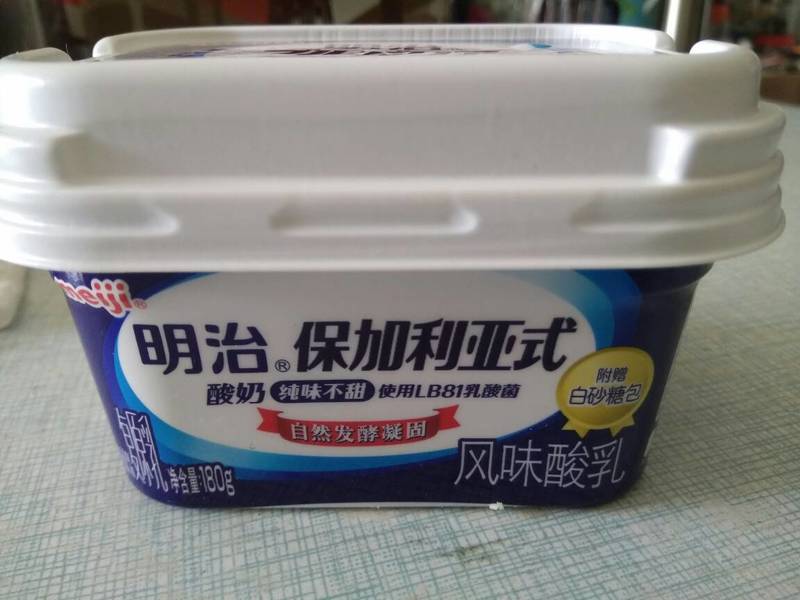 meiji®
明治® 保加利亚式
酸奶 纯味不甜 使用LB81乳酸菌
附赠
白砂糖包
自然发酵凝固
净含量:180g
风味酸乳